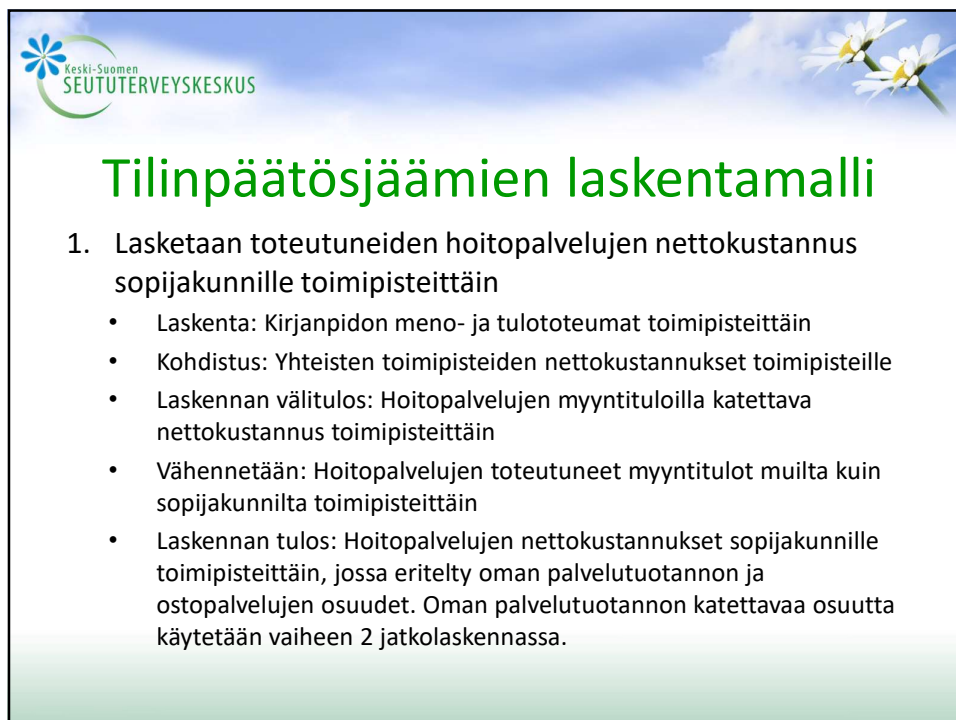 Keski-Suomen
SEUTUTERVEYSKESKUS
Tilinpäätösjäämien laskentamalli
1. Lasketaan toteutuneiden hoitopalvelujen nettokustannus
sopijakunnille toimipisteittäin
• Laskenta: Kirjanpidon meno- ja tulototeumat toimipisteittäin
• Kohdistus: Yhteisten toimipisteiden nettokustannukset toimipisteille
• Laskennan välitulos: Hoitopalvelujen myyntituloilla katettava
nettokustannus toimipisteittäin
• Vähennetään: Hoitopalvelujen toteutuneet myyntitulot muilta kuin
sopijakunnilta toimipisteittäin
• Laskennan tulos: Hoitopalvelujen nettokustannukset sopijakunnille
toimipisteittäin, jossa eritelty oman palvelutuotannon ja
ostopalvelujen osuudet. Oman palvelutuotannon katettavaa osuutta
käytetään vaiheen 2 jatkolaskennassa.